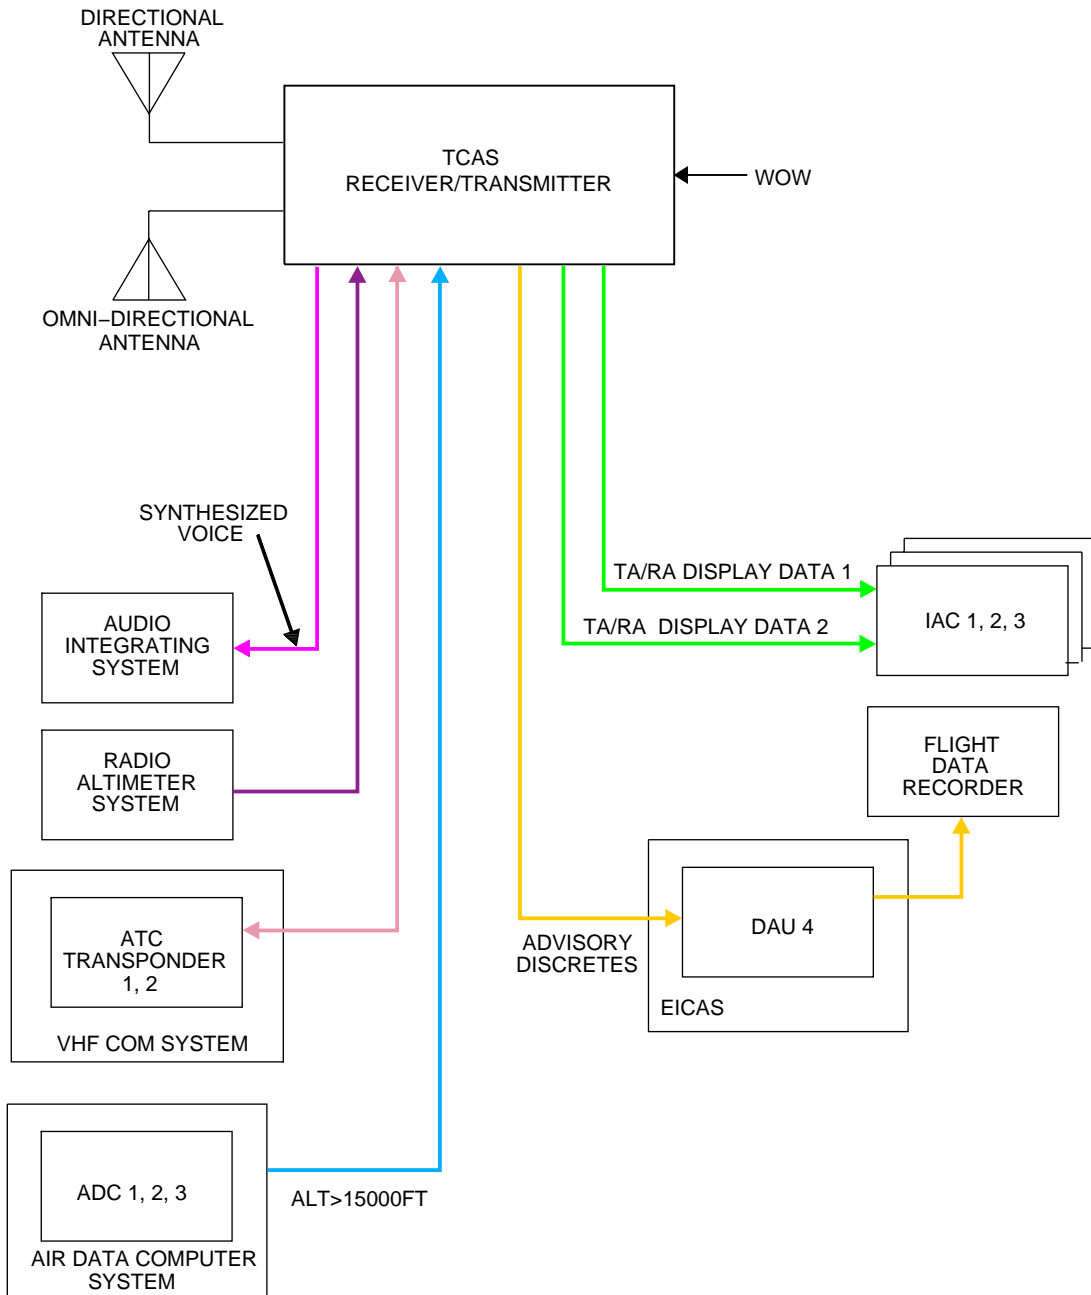 DIRECTIONAL
ANTENNA
TCAS
RECEIVER/TRANSMITTER
WOW
OMNI–DIRECTIONAL
ANTENNA
SYNTHESIZED
VOICE
AUDIO
INTEGRATING
SYSTEM
TA/RA DISPLAY DATA 1
TA/RA DISPLAY DATA 2
IAC 1, 2, 3
RADIO
ALTIMETER
SYSTEM
FLIGHT
DATA
RECORDER
ATC
TRANSPONDER
1, 2
VHF COM SYSTEM
ADVISORY
DISCRETES
DAU 4
EICAS
ADC 1, 2, 3
AIR DATA COMPUTER
SYSTEM
ALT>15000FT